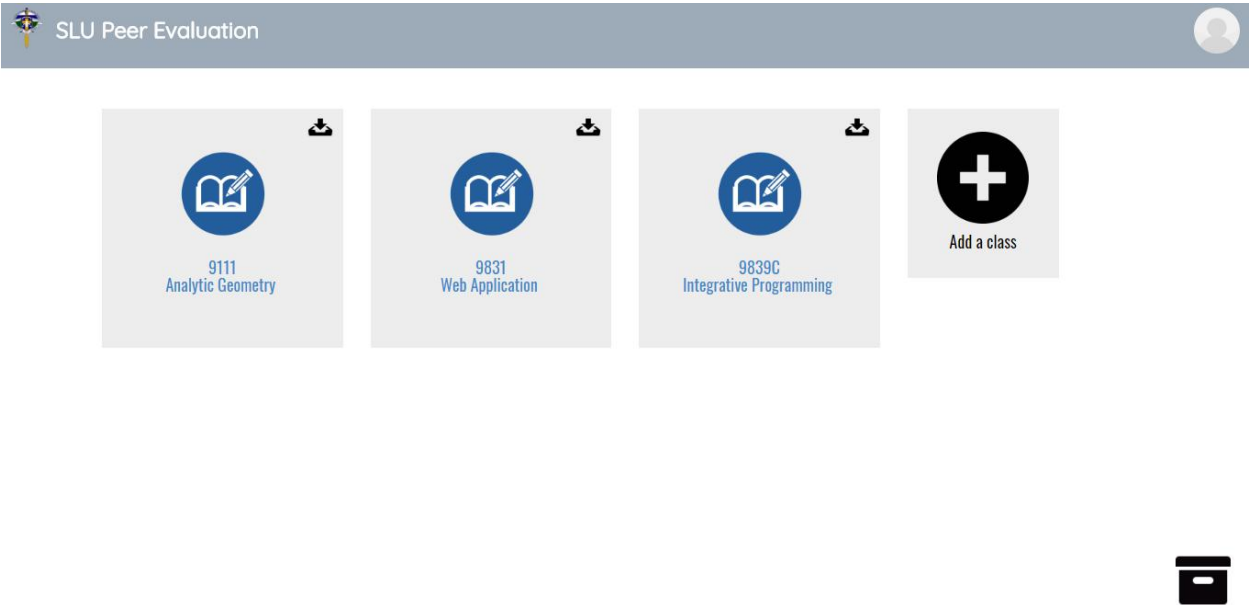 SLU Peer Evaluation
9111
Analytic Geometry
9831
Web Application
9839C
Integrative Programming
Add a class